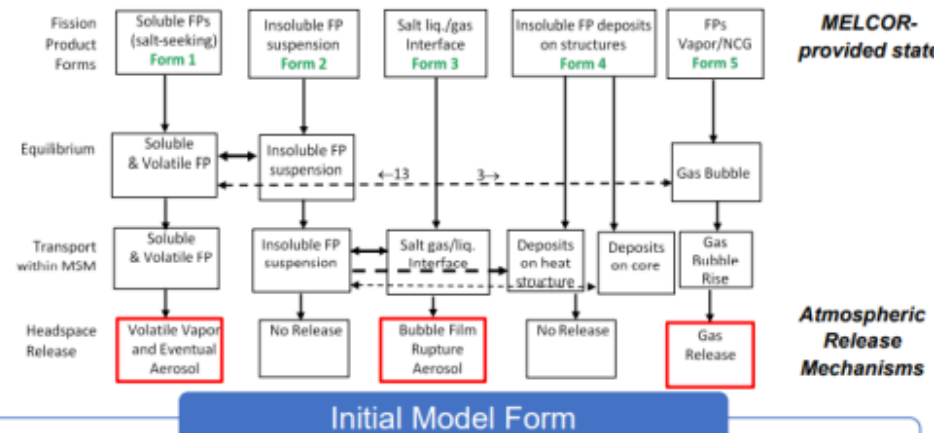 Fission
Product
Forms
Soluble FPs
(salt-seeking)
Form 1
Insoluble FP
suspension
Form 2
Salt liq./gas
Interface
Form 3
Insoluble FP deposits
on structures
Form 4
FPs
Vapor/NCG
Form 5
MELCOR-
provided state
Equilibrium
Soluble
& Volatile FP
Insoluble FP
suspension
←13
3→
Gas Bubble
Transport
within MSM
Soluble
& Volatile FP
Insoluble FP
suspension
Salt gas/liq.
Interface
Deposits
on heat
structure
Deposits
on core
Gas
Bubble
Rise
Headspace
Release
Volatile Vapor
and Eventual
Aerosol
No Release
Bubble Film
Rupture
Aerosol
No Release
Gas
Release
Atmospheric
Release
Mechanisms
Initial Model Form